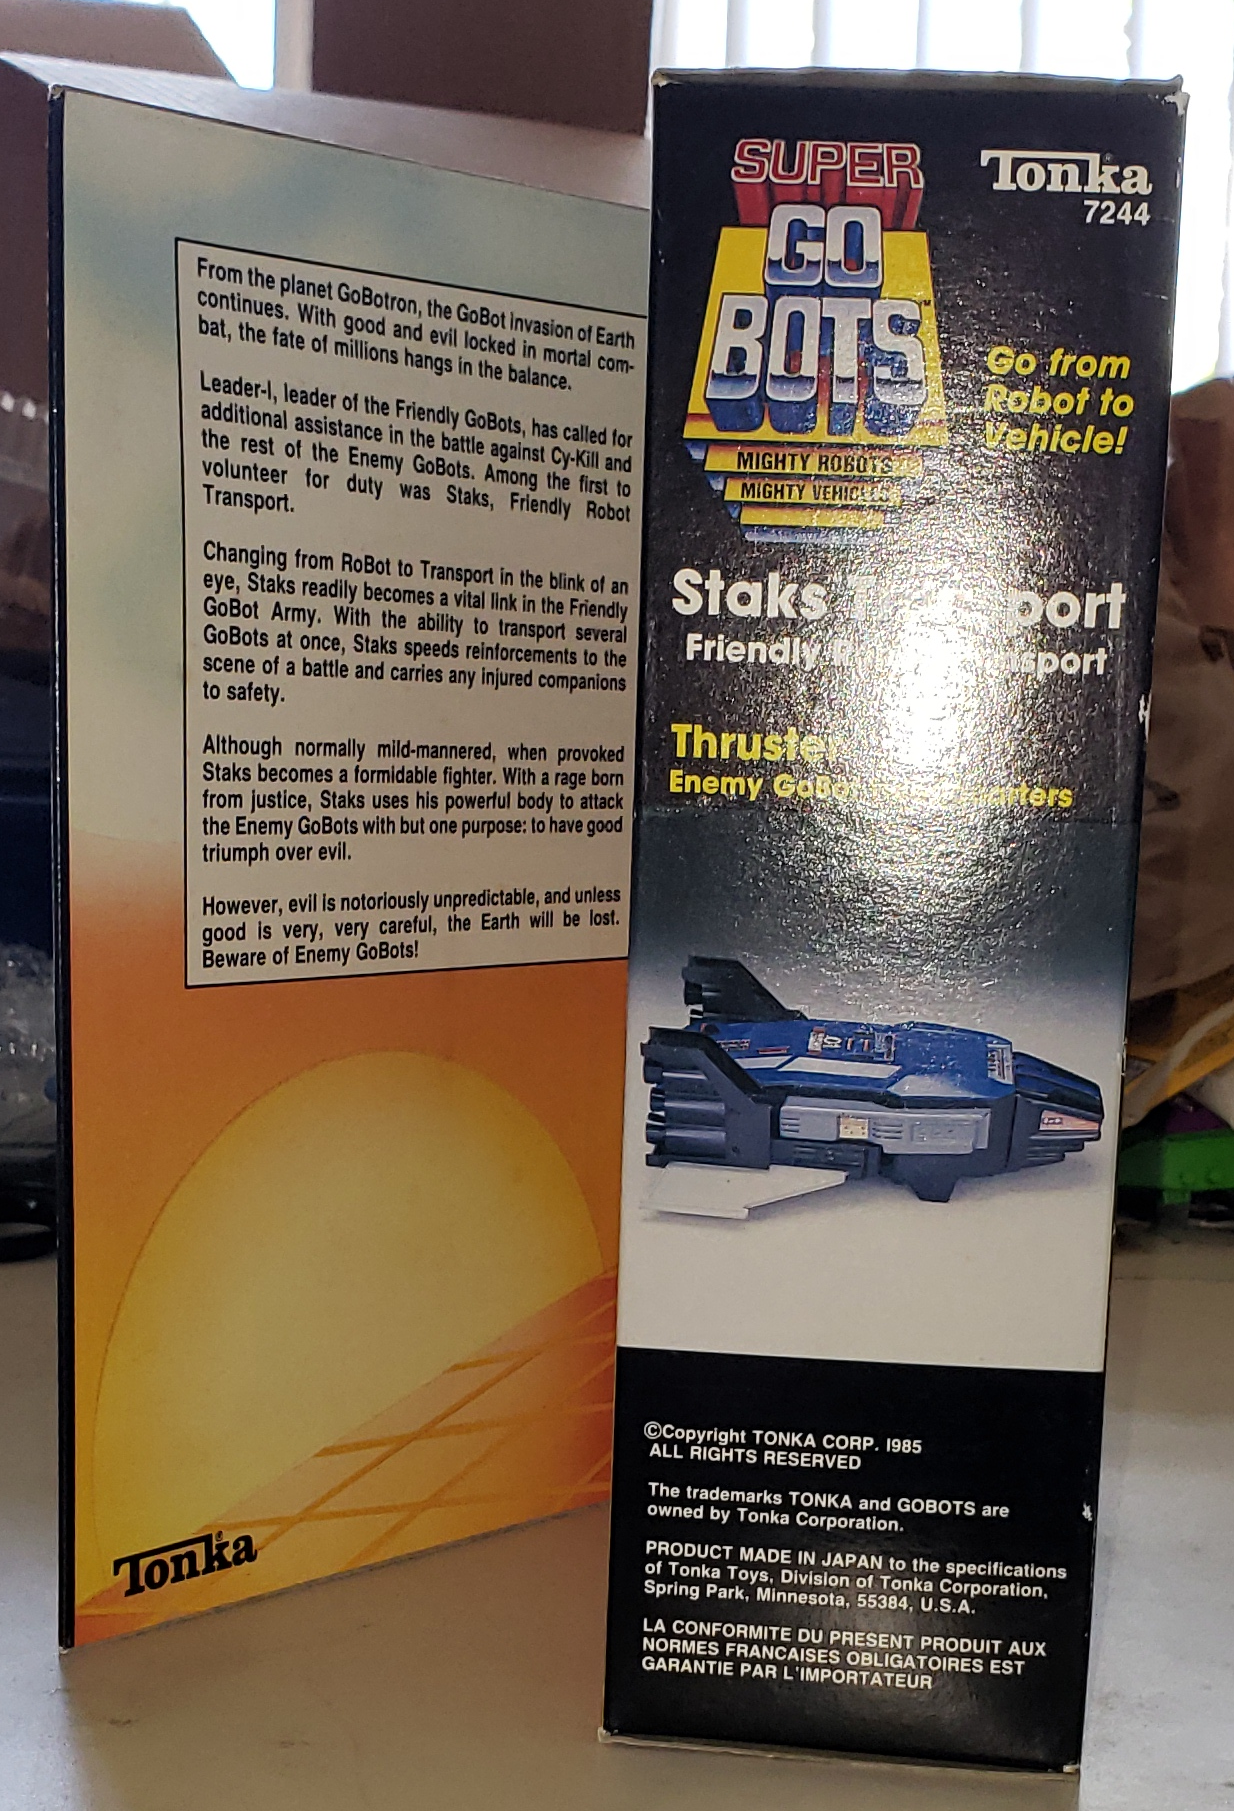 From the planet GoBotron, the GoBot invasion of Earth
continues. With good and evil locked in mortal com-
bat, the fate of millions hangs in the balance.
Leader-I, leader of the Friendly GoBots, has called for
additional assistance in the battle against Cy-Kill and
the rest of the Enemy GoBots. Among the first to
volunteer for duty was Staks, Friendly Robot
Transport.
Changing from RoBot to Transport in the blink of an
eye, Staks readily becomes a vital link in the Friendly
GoBot Army. With the ability to transport several
GoBots at once, Staks speeds reinforcements to the
scene of a battle and carries any injured companions
to safety.
Although normally mild-mannered, when provoked
Staks becomes a formidable fighter. With a rage born
from justice, Staks uses his powerful body to attack
the Enemy GoBots with but one purpose: to have good
triumph over evil.
However, evil is notoriously unpredictable, and unless
good is very, very careful, the Earth will be lost.
Beware of Enemy GoBots!
Tonka®
SUPER
GO
BOTS™
MIGHTY ROBOTS
MIGHTY VEHICLES
Tonka®
7244
Go from
Robot to
Vehicle!
Staks Transport
Friendly
Thruster
Enemy GoBot
©Copyright TONKA CORP. 1985
ALL RIGHTS RESERVED
The trademarks TONKA and GOBOTS are
owned by Tonka Corporation.
PRODUCT MADE IN JAPAN to the specifications
of Tonka Toys, Division of Tonka Corporation,
Spring Park, Minnesota, 55384, U.S.A.
LA CONFORMITE DU PRESENT PRODUIT AUX
NORMES FRANCAISES OBLIGATOIRES EST
GARANTIE PAR L'IMPORTATEUR